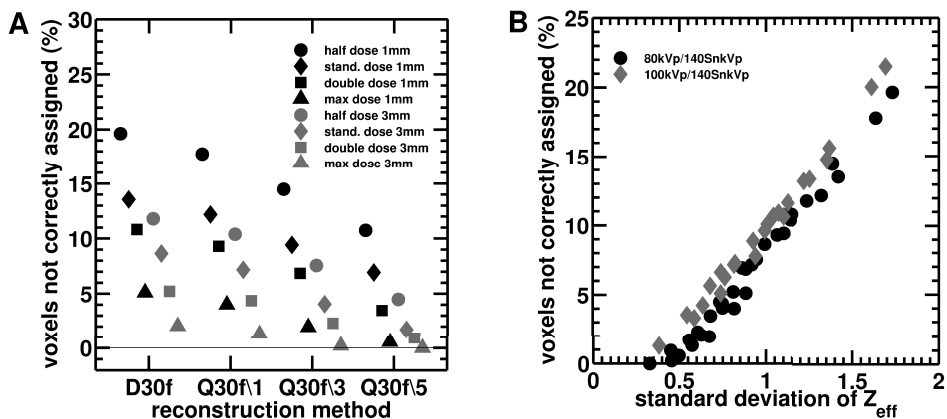 A
voxels not correctly assigned (%)
30
25
20
15
10
5
0
half dose 1mm
stand. dose 1mm
double dose 1mm
max dose 1mm
half dose 3mm
stand. dose 3mm
double dose 3mm
max dose 3mm
D30f Q30f\1 Q30f\3 Q30f\5
reconstruction method
B
voxels not correctly assigned (%)
25
20
15
10
5
0
80kVp/140SnkVp
100kVp/140SnkVp
0 0.5 1 1.5 2
standard deviation of Zeff